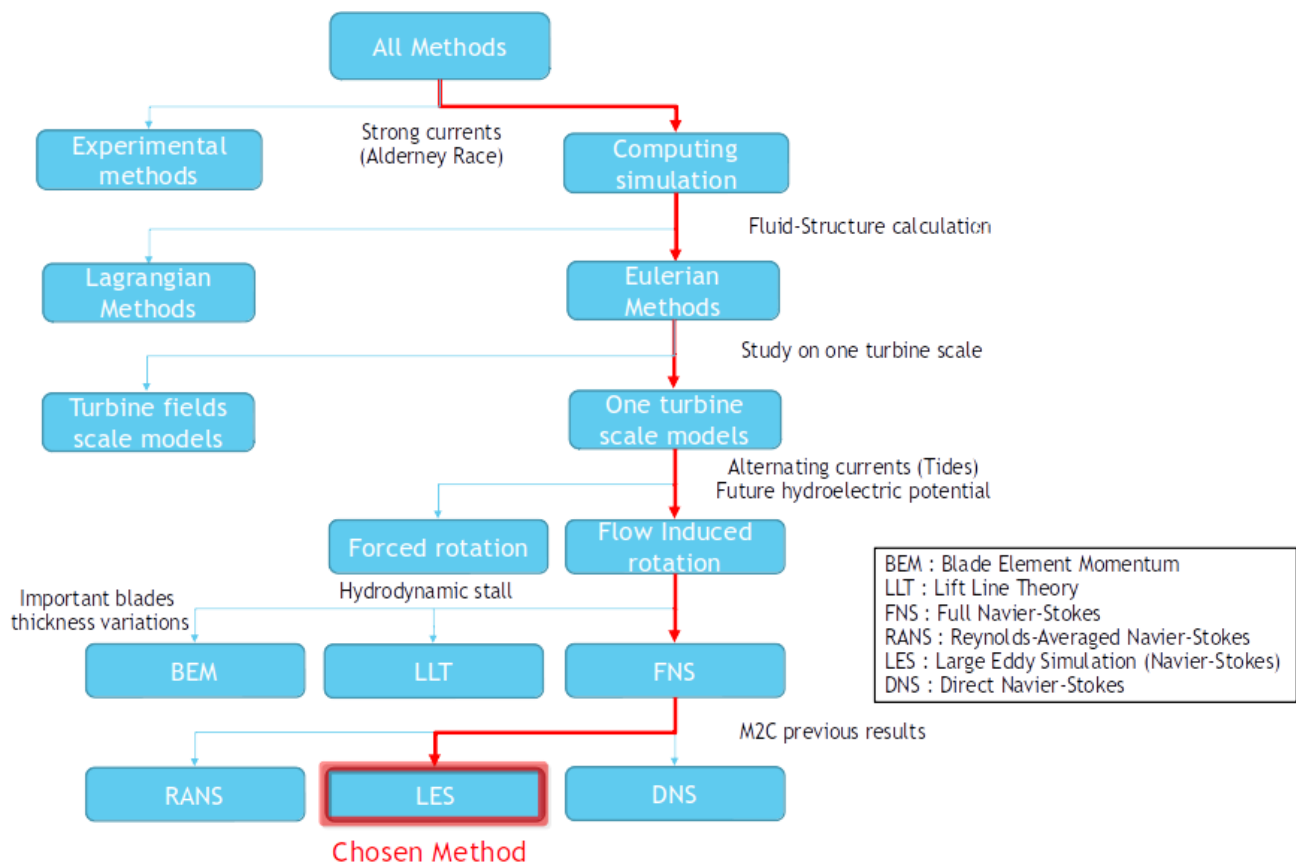 All Methods
Strong currents
(Alderney Race)
Experimental
methods
Computing
simulation
Fluid-Structure calculation
Lagrangian
Methods
Eulerian
Methods
Study on one turbine scale
Turbine fields
scale models
One turbine
scale models
Alternating currents (Tides)
Future hydroelectric potential
Forced rotation
Flow Induced
rotation
Important blades
thickness variations
Hydrodynamic stall
BEM
LLT
FNS
BEM : Blade Element Momentum
LLT : Lift Line Theory
FNS : Full Navier-Stokes
RANS : Reynolds-Averaged Navier-Stokes
LES : Large Eddy Simulation (Navier-Stokes)
DNS : Direct Navier-Stokes
M2C previous results
RANS
LES
DNS
Chosen Method